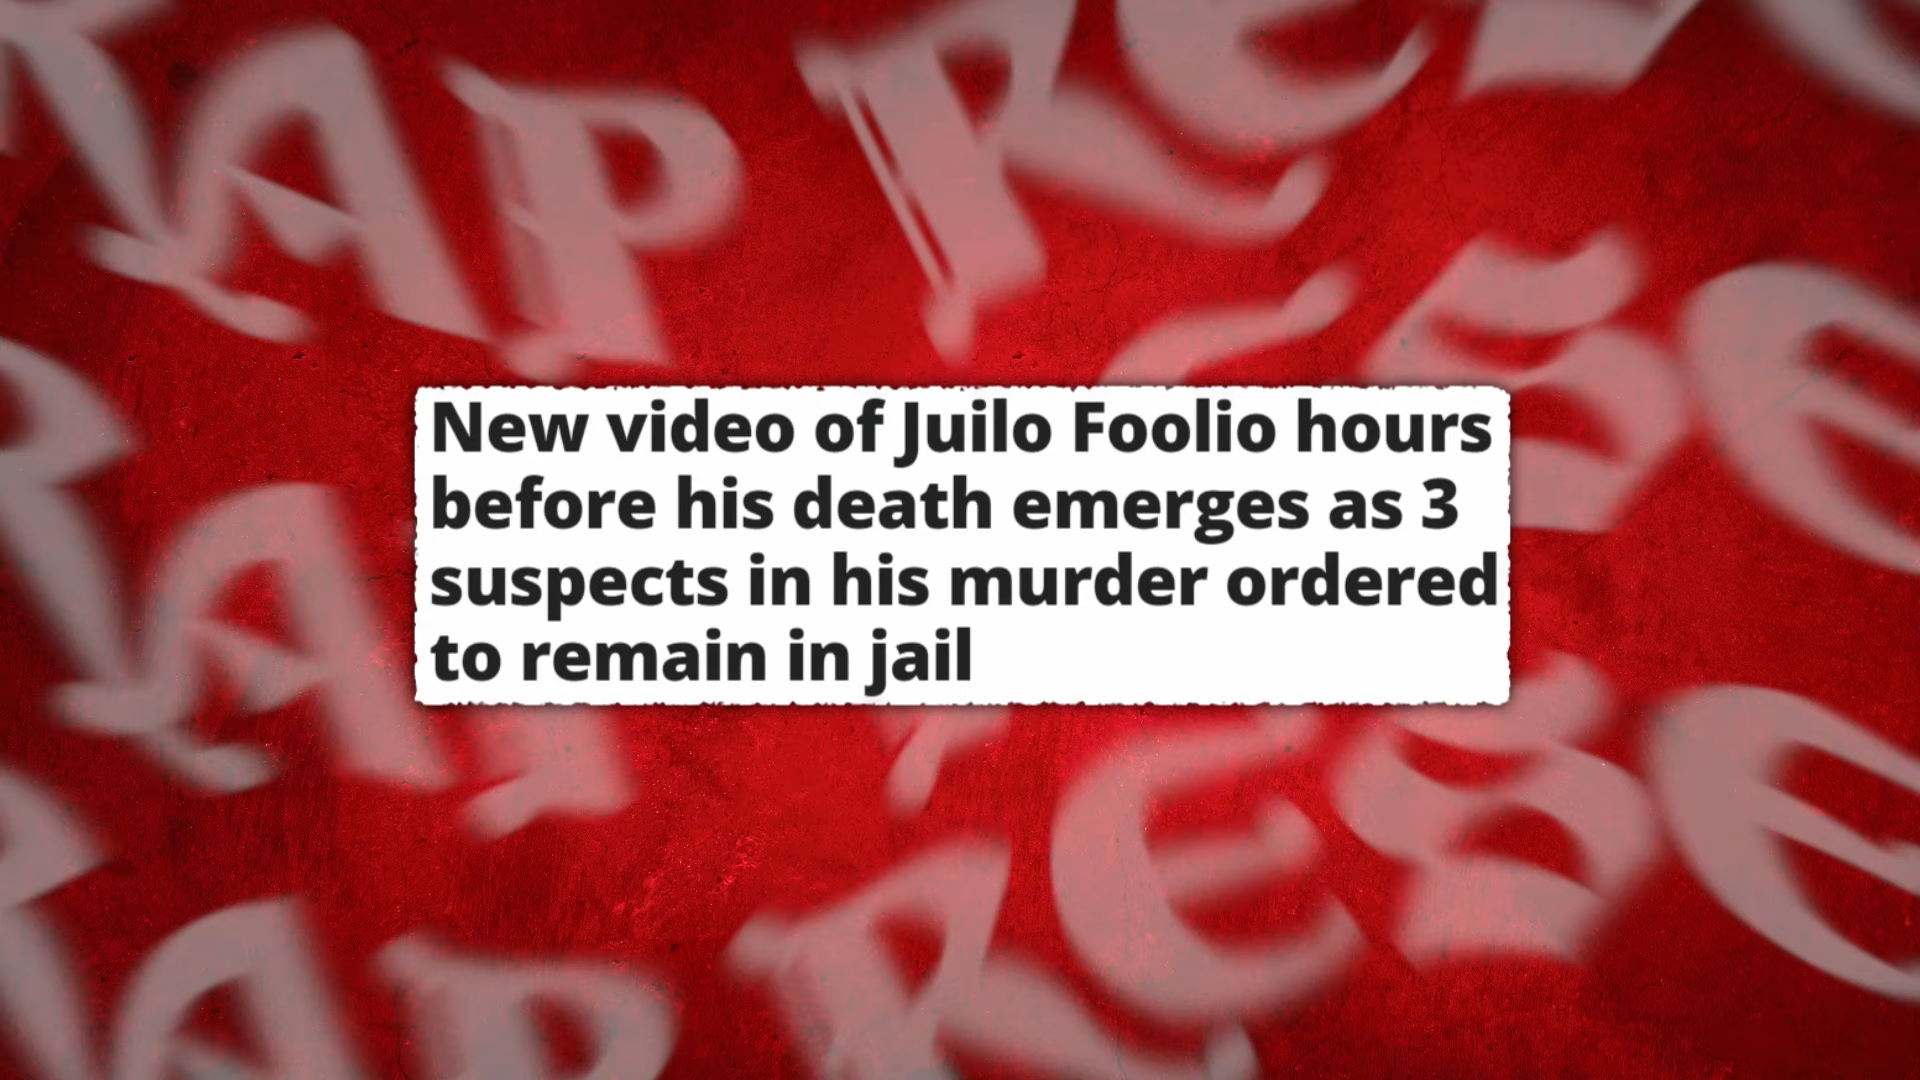 New video of Juilo Foolio hours
before his death emerges as 3
suspects in his murder ordered
to remain in jail